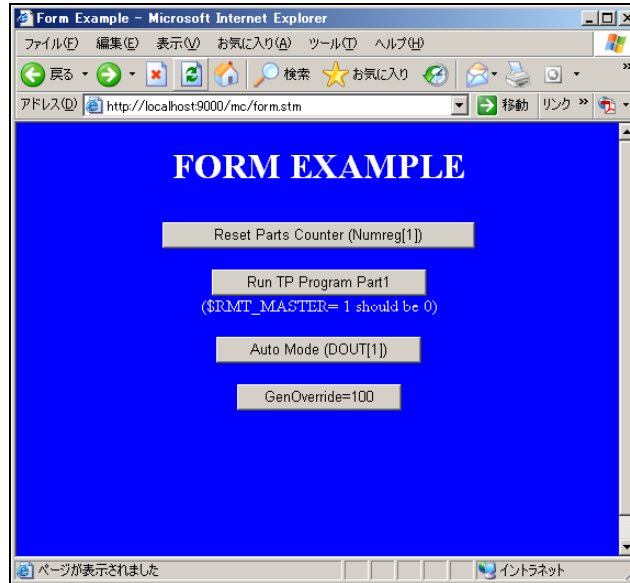 Form Example - Microsoft Internet Explorer
ファイル(F) 編集(E) 表示(V) お気に入り(A) ツール(T) ヘルプ(H)
戻る 検索 お気に入り »
アドレス(D) http://localhost9000/mc/form.stm 移動 リンク »
FORM EXAMPLE
Reset Parts Counter (Numreg[1])
Run TP Program Part1
($RMT_MASTER= 1 should be 0)
Auto Mode (DOUT[1])
GenOverride=100
ページが表示されました イントラネット